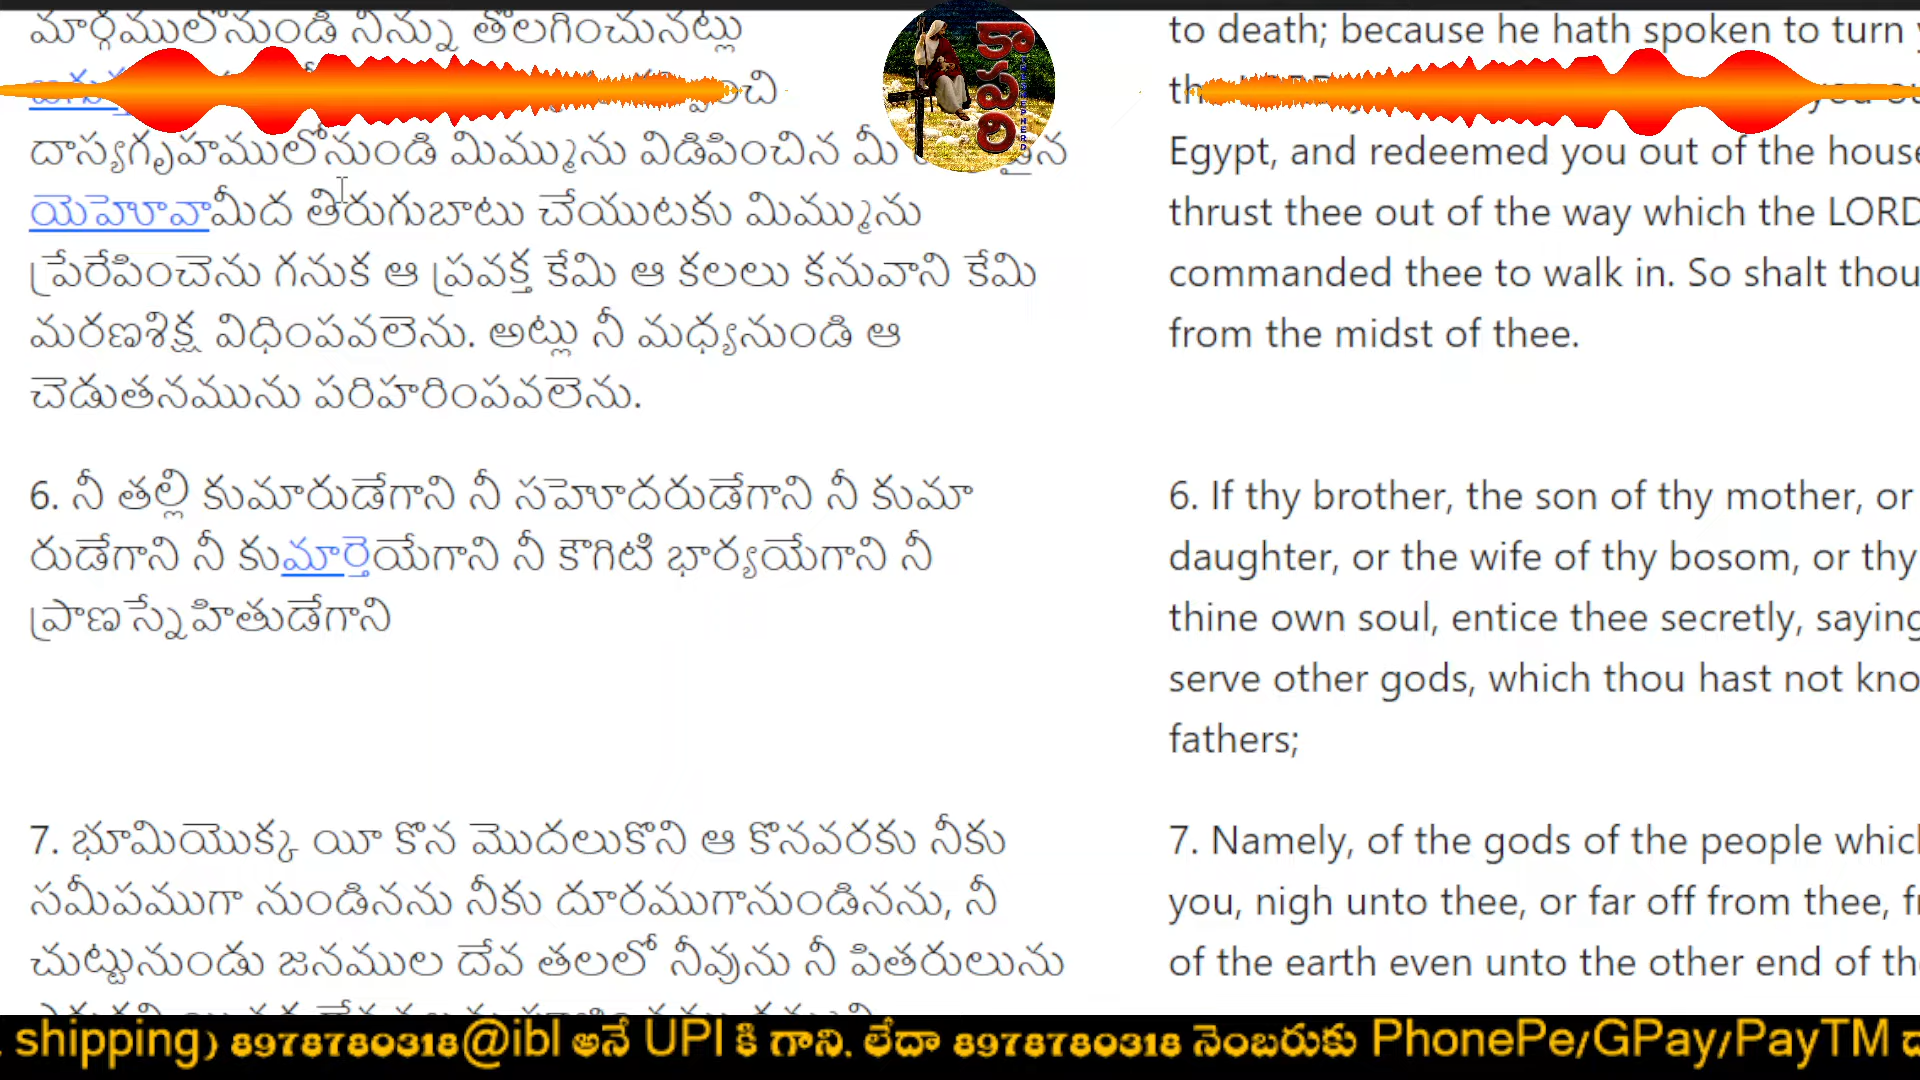 మార్గములోనుండి నిన్ను తొలగించునట్లు
దాస్యగృహములోనుండి మిమ్మును విడిపించిన మీ
యెహోవామీద తిరుగుబాటు చేయుటకు మిమ్మును
ప్రేరేపించెను గనుక ఆ ప్రవక్త కేమి ఆ కలలు కనువాని కేమి
మరణశిక్ష విధింపవలెను. అట్లు నీ మధ్యనుండి ఆ
చెడుతనమును పరిహరింపవలెను.
6. నీ తల్లి కుమారుడేగాని నీ సహోదరుడేగాని నీ కుమా
రుడేగాని నీ కుమార్తెయేగాని నీ కౌగిటి భార్యయేగాని నీ
ప్రాణస్నేహితుడేగాని
7. భూమియొక్క యీ కొన మొదలుకొని ఆ కొనవరకు నీకు
సమీపముగా నుండినను నీకు దూరముగానుండినను, నీ
చుట్టునుండు జనముల దేవ తలలో నీవును నీ పితరులును
కాపరి
to death; because he hath spoken to turn
Egypt, and redeemed you out of the house
thrust thee out of the way which the LORD
commanded thee to walk in. So shalt thou
from the midst of thee.
6. If thy brother, the son of thy mother, or
daughter, or the wife of thy bosom, or thy
thine own soul, entice thee secretly, saying
serve other gods, which thou hast not kno
fathers;
7. Namely, of the gods of the people which
you, nigh unto thee, or far off from thee, f
of the earth even unto the other end of th
shipping) 8978780318@ibl అనే UPI కి గాని. లేదా 8978780318 నెంబరుకు PhonePe/GPay/PayTM